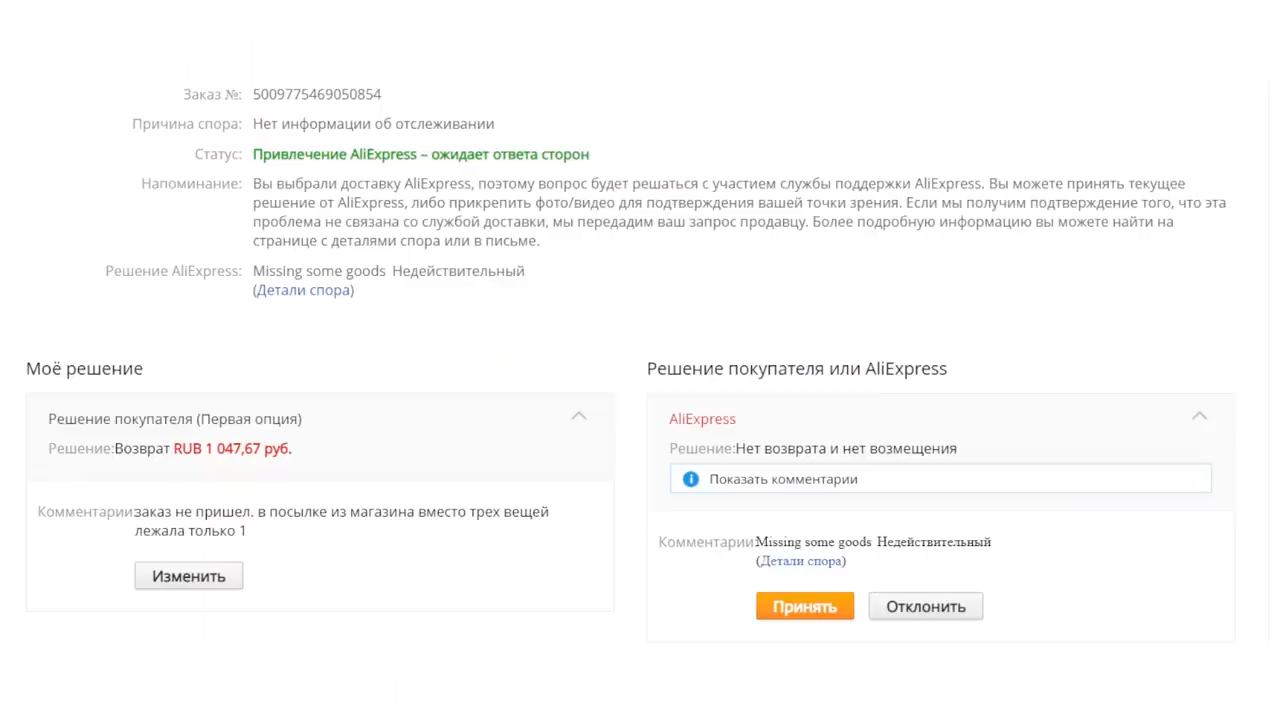 Заказ №: 5009775469050854
Причина спора: Нет информации об отслеживании
Статус: Привлечение AliExpress – ожидает ответа сторон
Напоминание: Вы выбрали доставку AliExpress, поэтому вопрос будет решаться с участием службы поддержки AliExpress. Вы можете принять текущее
решение от AliExpress, либо прикрепить фото/видео для подтверждения вашей точки зрения. Если мы получим подтверждение того, что эта
проблема не связана со службой доставки, мы передадим ваш запрос продавцу. Более подробную информацию вы можете найти на
странице с деталями спора или в письме.
Решение AliExpress: Missing some goods Недействительный
(Детали спора)
Моё решение
Решение покупателя (Первая опция)
Решение:Возврат RUB 1 047,67 руб.
Комментарии:заказ не пришел. в посылке из магазина вместо трех вещей
лежала только 1
Изменить
Решение покупателя или AliExpress
AliExpress
Решение:Нет возврата и нет возмещения
Показать комментарии
Комментарии:Missing some goods Недействительный
(Детали спора)
Принять Отклонить